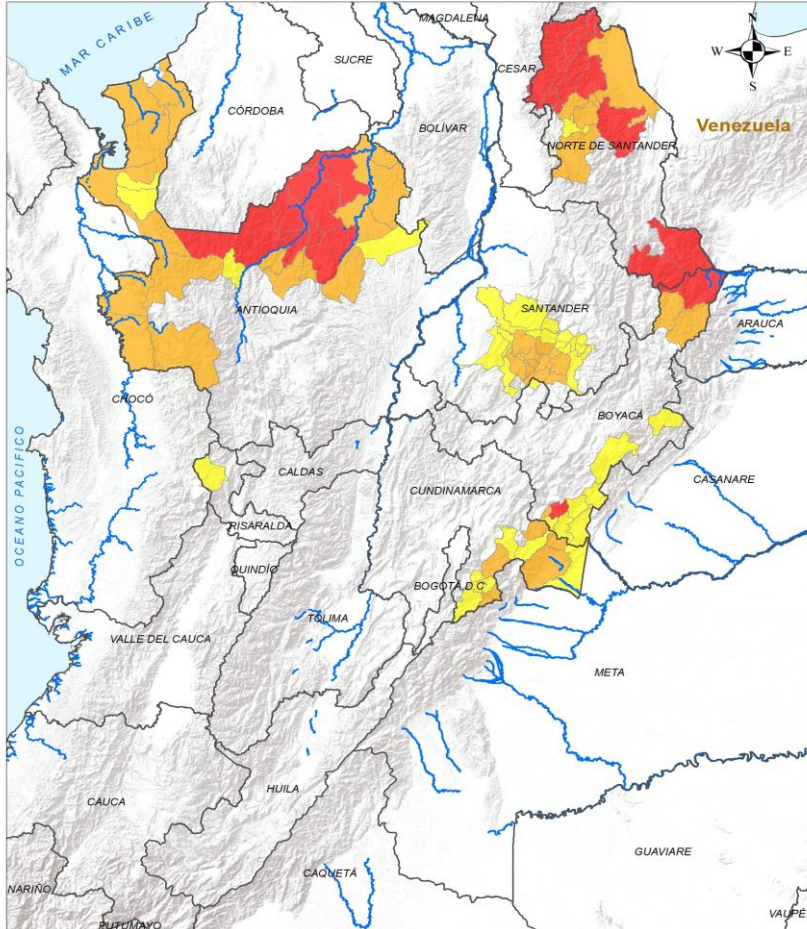 MAGDALENA
MAR CARIBE
N
W E
S
SUCRE
CESAR
CÓRDOBA
BOLÍVAR
Venezuela
NORTE DE SANTANDER
SANTANDER
ANTIOQUIA
ARAUCA
CHOCÓ
BOYACÁ
OCEANO PACIFICO
CALDAS
CUNDINAMARCA
CASANARE
RISARALDA
QUINDÍO
BOGOTÁ, D.C
TOLIMA
VALLE DEL CAUCA
META
HUILA
CAUCA
GUAVIARE
CAQUETÁ
NARIÑO
PUTUMAYO
VAUPÉ